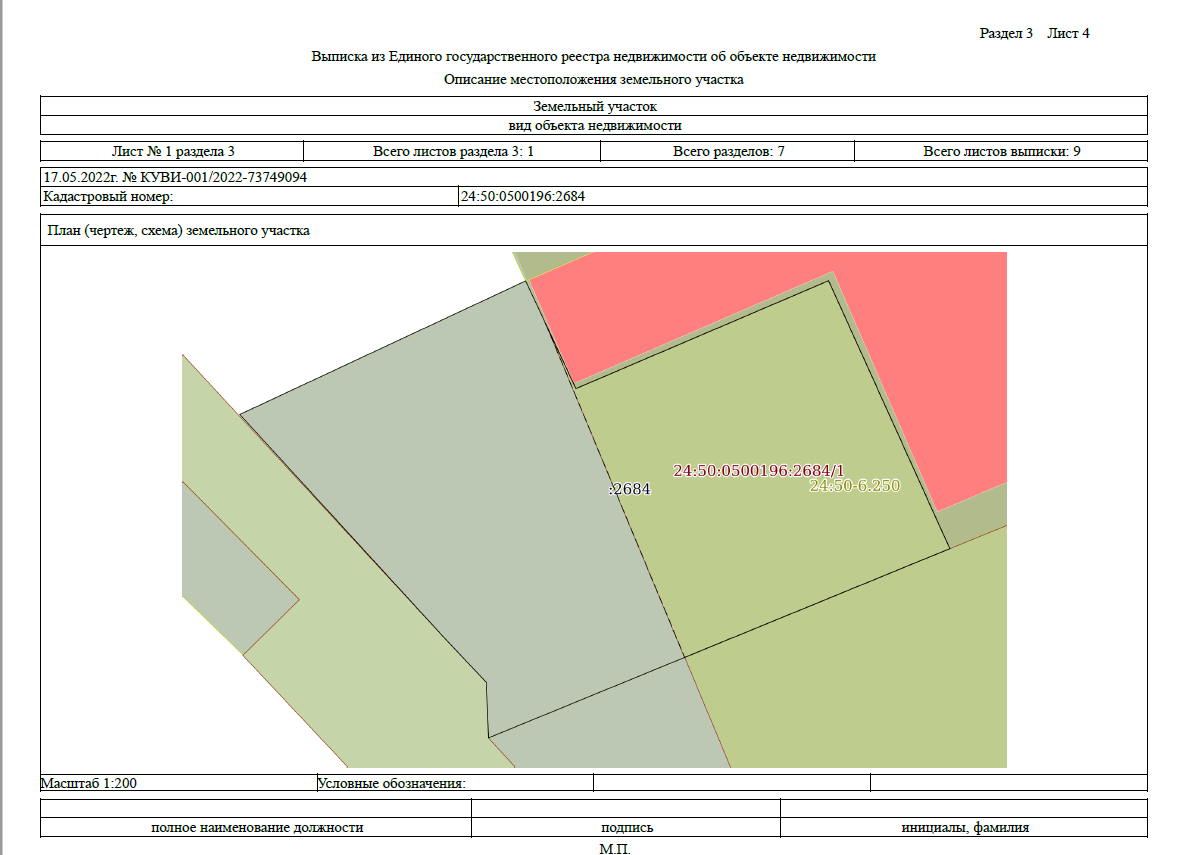 Раздел 3 Лист 4
Выписка из Единого государственного реестра недвижимости об объекте недвижимости
Описание местоположения земельного участка
Земельный участок
вид объекта недвижимости
Лист № 1 раздела 3 Всего листов раздела 3: 1 Всего разделов: 7 Всего листов выписки: 9
17.05.2022г. № КУВИ-001/2022-73749094
Кадастровый номер: 24:50:0500196:2684
План (чертеж, схема) земельного участка
24:50:0500196:2684/1
24:50-6.250
:2684
Масштаб 1:200 Условные обозначения:
полное наименование должности подпись инициалы, фамилия
М.П.